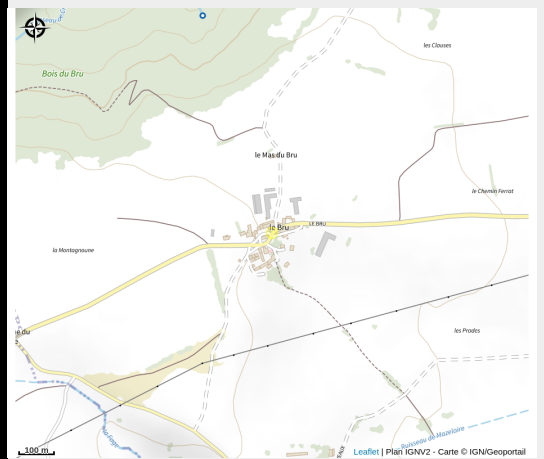 les Clauses
Bois du Bru
le Mas du Bru
le Chemin Ferrat
le Bru
LE BRU
la Montagnoune
les Prades
Ruisseau de Mazelaire
100 m
Leaflet | Plan IGNV2 - Carte © IGN/Geoportail